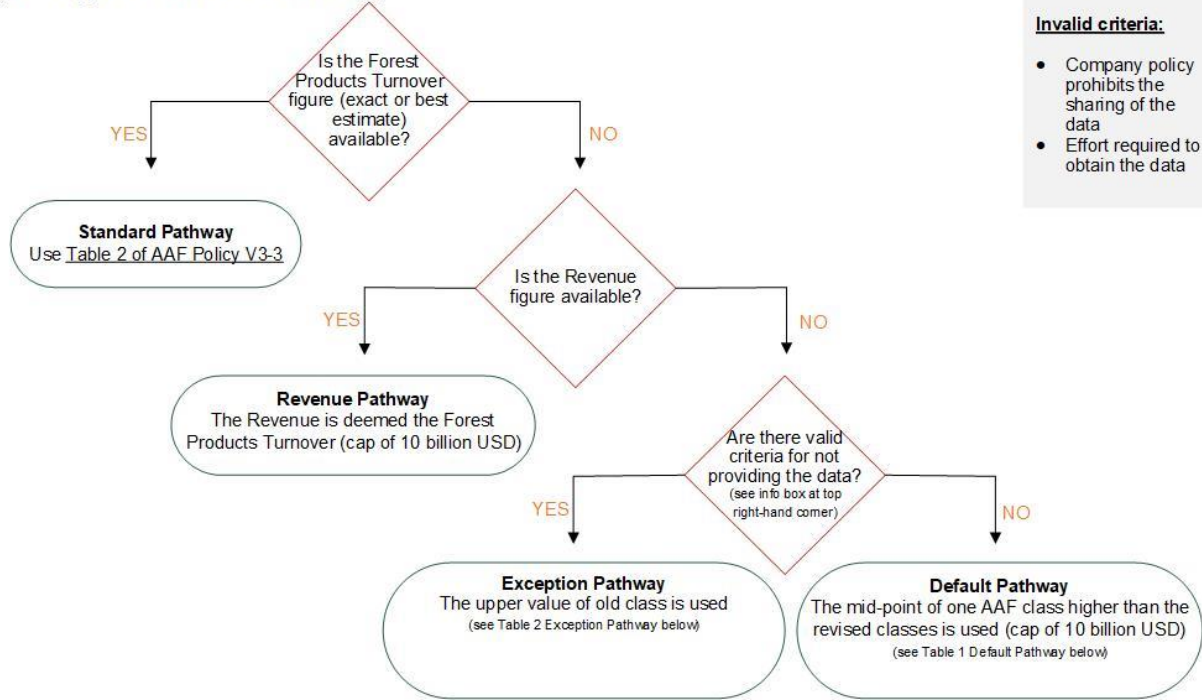 Invalid criteria:
• Company policy
prohibits the
sharing of the
data
• Effort required to
obtain the data
Is the Forest
Products Turnover
figure (exact or best
estimate)
available?
YES
NO
Standard Pathway
Use Table 2 of AAF Policy V3-3
Is the Revenue
figure available?
YES
NO
Revenue Pathway
The Revenue is deemed the Forest
Products Turnover (cap of 10 billion USD)
Are there valid
criteria for not
providing the data?
(see info box at top
right-hand corner)
YES
NO
Exception Pathway
The upper value of old class is used
(see Table 2 Exception Pathway below)
Default Pathway
The mid-point of one AAF class higher than the
revised classes is used (cap of 10 billion USD)
(see Table 1 Default Pathway below)